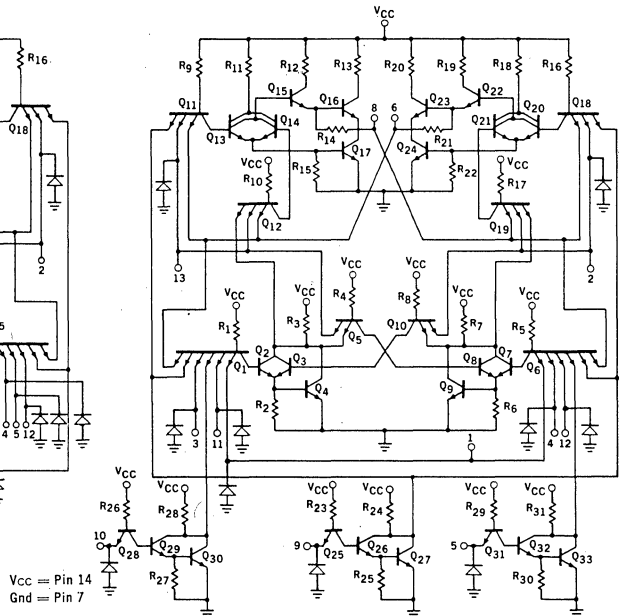 VCC
R16
R9
R11
R12
R13
R20
R19
R18
R16
Q15
Q16
8
6
Q23
Q22
Q11
Q14
Q21
Q20
Q18
Q18
Q13
R14
Q17
Q24
R21
VCC
R10
R15
R22
VCC
R17
Q12
Q19
2
13
2
VCC
R4
VCC
R8
VCC
R1
VCC
R3
Q5
Q10
VCC
R7
VCC
R5
5
Q1
Q2
Q3
Q4
Q9
Q8
Q7
Q6
R2
R6
4 5 12
3
11
1
4
12
VCC
R26
VCC
R28
VCC
R23
VCC
R24
VCC
R29
VCC
R31
10
Q28
Q29
Q30
9
Q25
Q26
Q27
5
Q31
Q32
Q33
R27
R25
R30
VCC = Pin 14
Gnd = Pin 7